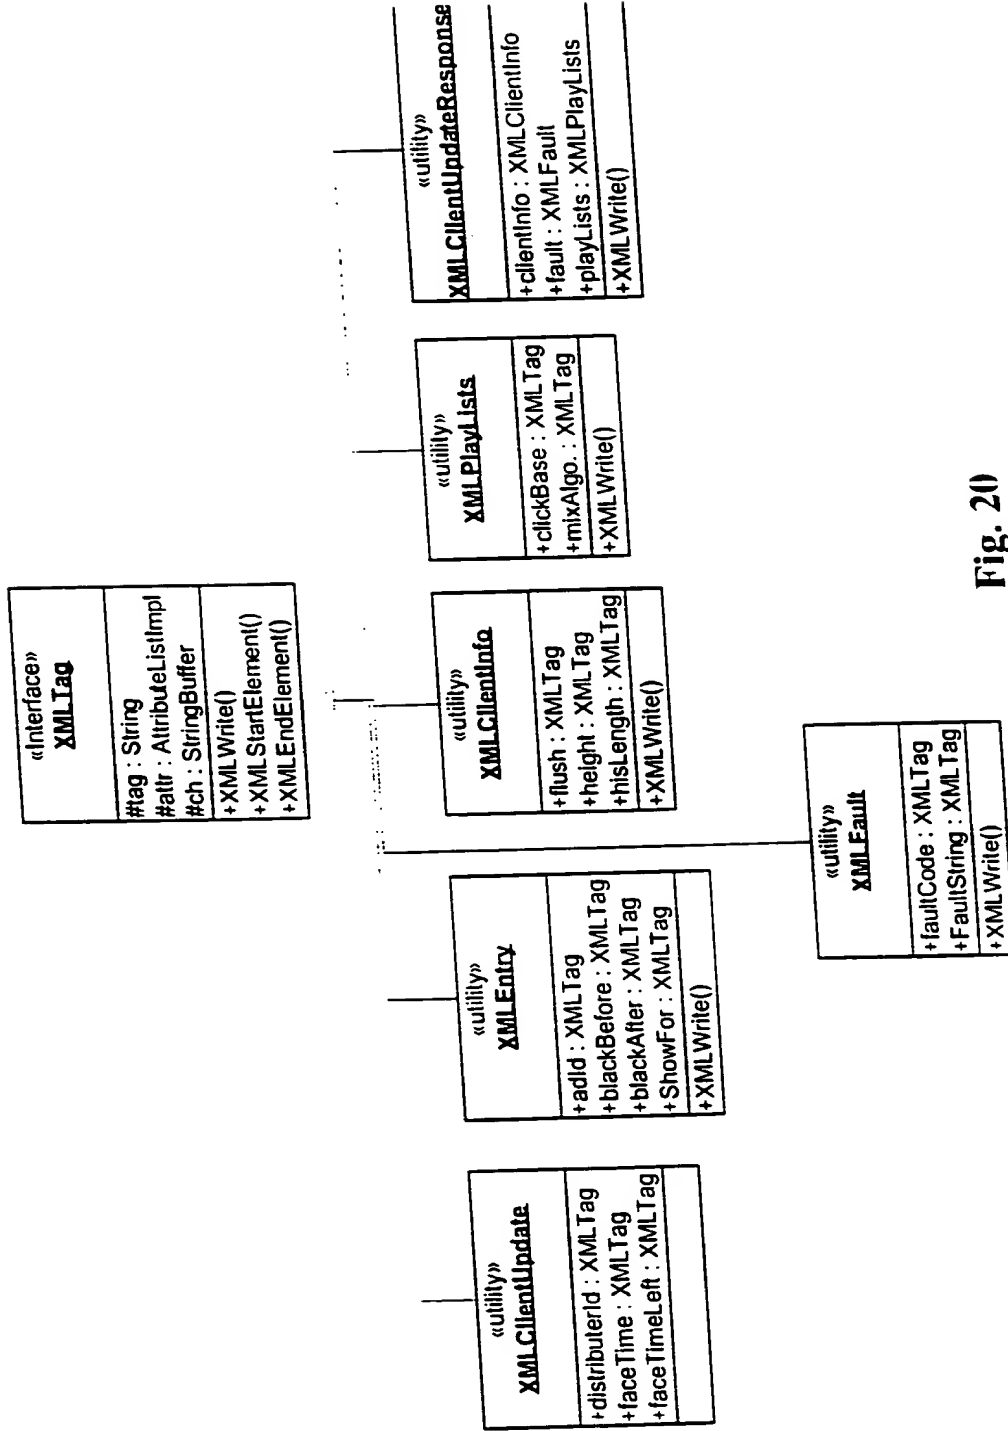 «Interface»
XMLTag
#tag : String
#attr : AttributeListImpl
#ch : StringBuffer
+XMLWrite()
+XMLStartElement()
+XMLEndElement()
«utility»
XMLClientUpdate
+distributerId : XMLTag
+faceTime : XMLTag
+faceTimeLeft : XMLTag
«utility»
XMLEntry
+adId : XMLTag
+blackBefore : XMLTag
+blackAfter : XMLTag
+ShowFor : XMLTag
+XMLWrite()
«utility»
XMLClientInfo
+flush : XMLTag
+height : XMLTag
+hisLength : XMLTag
+XMLWrite()
«utility»
XMLPlayLists
+clickBase : XMLTag
+mixAlgo. : XMLTag
+XMLWrite()
«utility»
XMLClientUpdateResponse
+clientInfo : XMLClientInfo
+fault : XMLFault
+playLists : XMLPlayLists
+XMLWrite()
«utility»
XMLFault
+faultCode : XMLTag
+FaultString : XMLTag
+XMLWrite()
Fig. 20